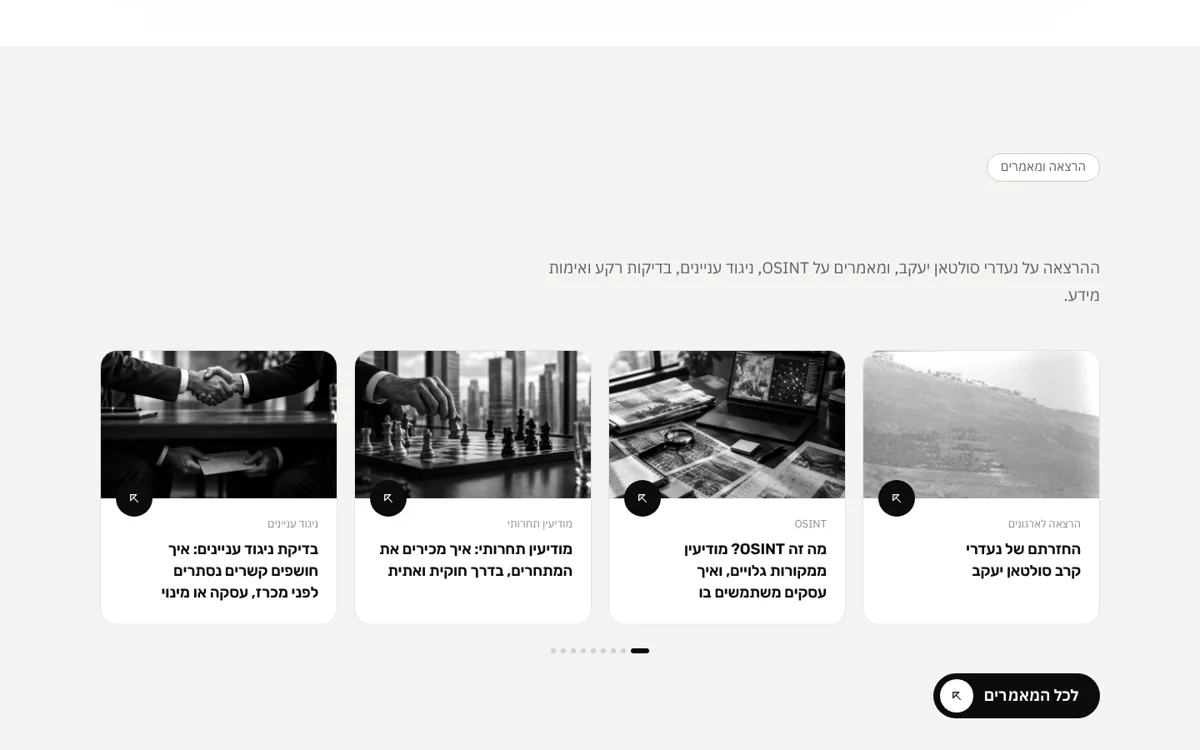 הרצאה ומאמרים
ההרצאה על נעדרי סולטאן יעקב, ומאמרים על OSINT, ניגוד עניינים, בדיקות רקע ואימות
מידע.
הרצאה לארגונים
החזרתם של נעדרי
קרב סולטאן יעקב
OSINT
מה זה OSINT? מודיעין
ממקורות גלויים, ואיך
עסקים משתמשים בו
מודיעין תחרותי
מודיעין תחרותי: איך מכירים את
המתחרים, בדרך חוקית ואתית
ניגוד עניינים
בדיקת ניגוד עניינים: איך
חושפים קשרים נסתרים
לפני מכרז, עסקה או מינוי
לכל המאמרים